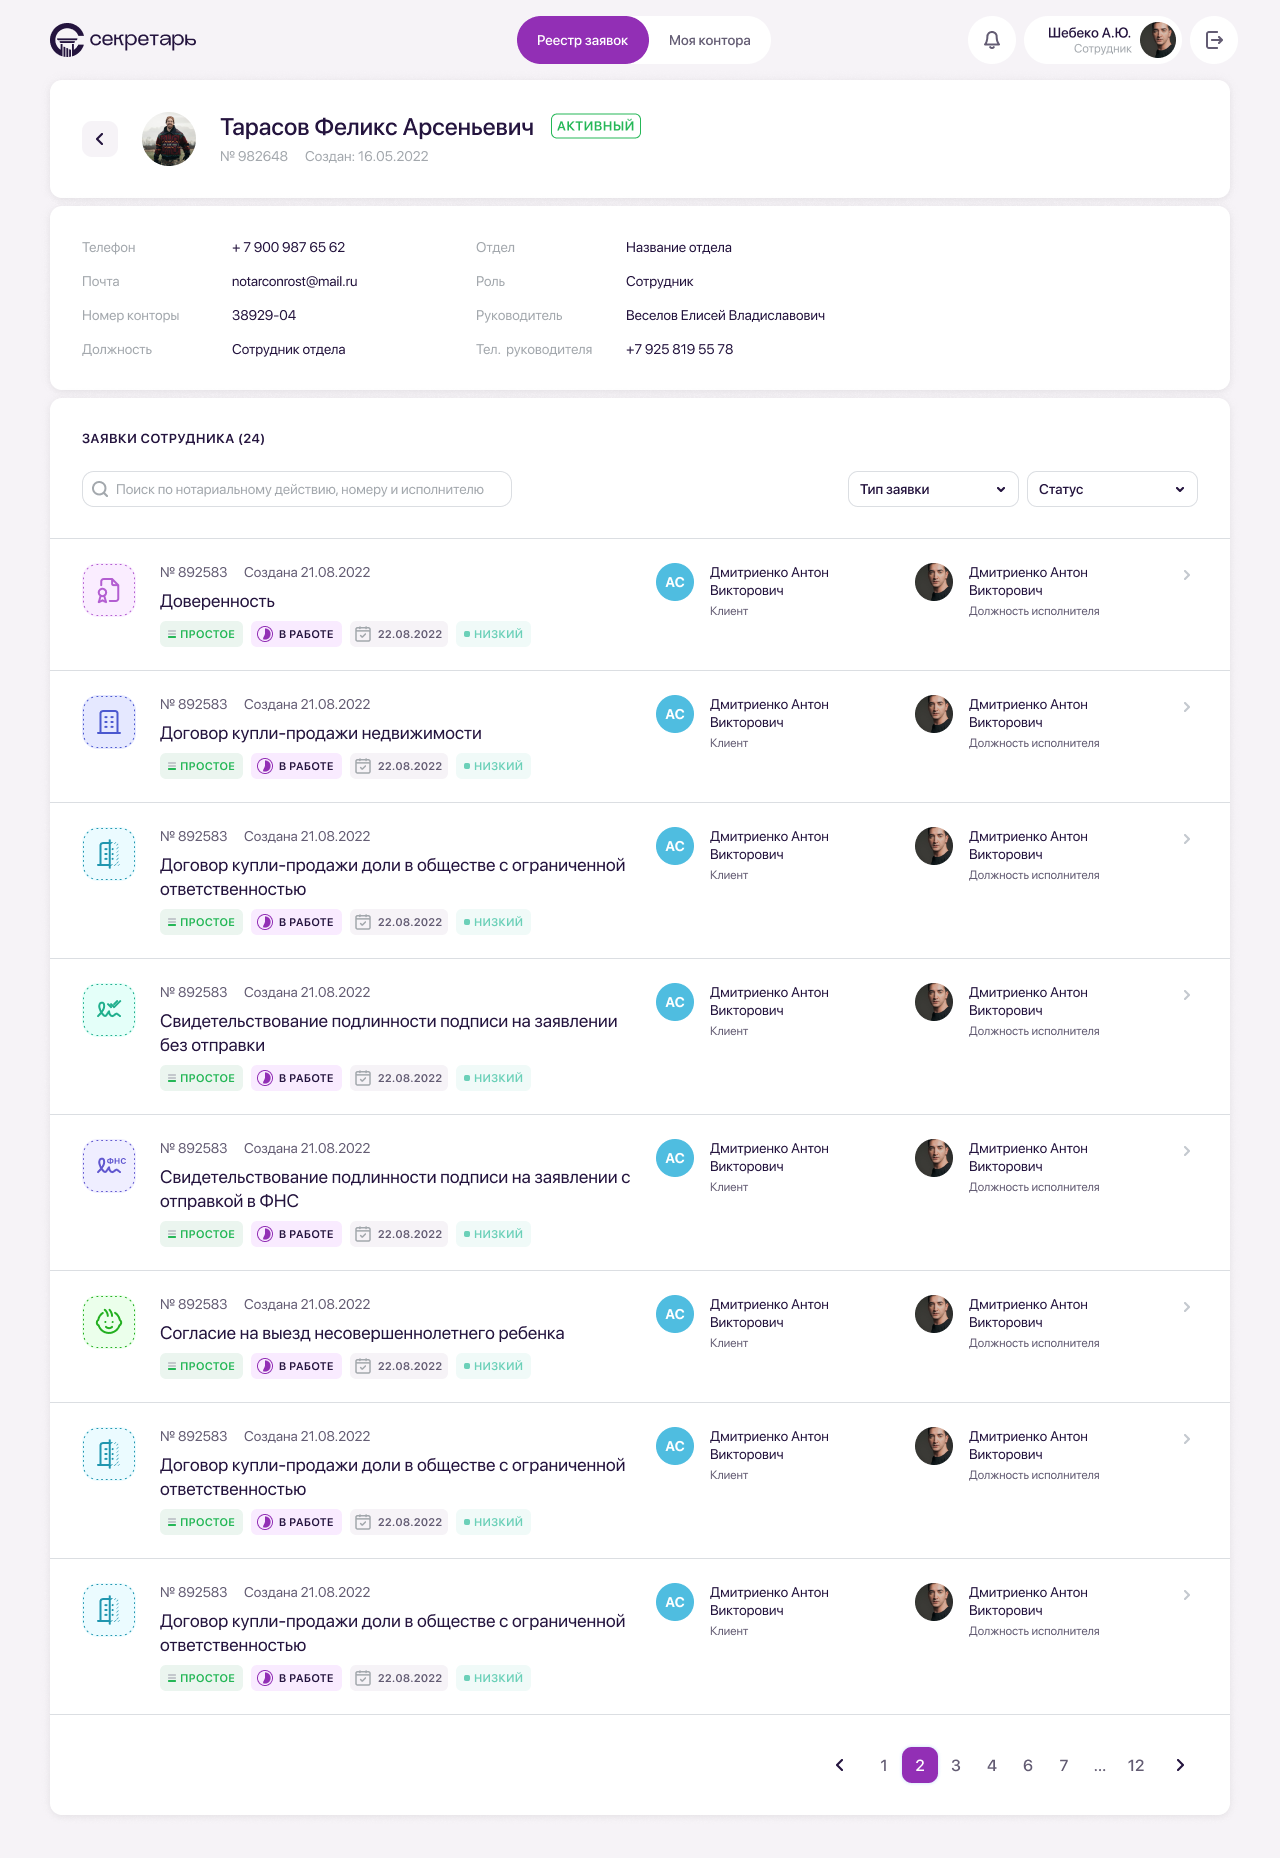 секретарь
Реестр заявок
Моя контора
Шебеко А.Ю.
Сотрудник
Тарасов Феликс Арсеньевич
АКТИВНЫЙ
№ 982648 Создан: 16.05.2022
Телефон + 7 900 987 65 62 Отдел Название отдела
Почта notarconrost@mail.ru Роль Сотрудник
Номер конторы 38929-04 Руководитель Веселов Елисей Владиславович
Должность Сотрудник отдела Тел. руководителя +7 925 819 55 78
ЗАЯВКИ СОТРУДНИКА (24)
Поиск по нотариальному действию, номеру и исполнителю
Тип заявки
Статус
№ 892583 Создана 21.08.2022
Доверенность
ПРОСТОЕ В РАБОТЕ 22.08.2022 НИЗКИЙ
АС
Дмитриенко Антон
Викторович
Клиент
Дмитриенко Антон
Викторович
Должность исполнителя
№ 892583 Создана 21.08.2022
Договор купли-продажи недвижимости
ПРОСТОЕ В РАБОТЕ 22.08.2022 НИЗКИЙ
АС
Дмитриенко Антон
Викторович
Клиент
Дмитриенко Антон
Викторович
Должность исполнителя
№ 892583 Создана 21.08.2022
Договор купли-продажи доли в обществе с ограниченной
ответственностью
ПРОСТОЕ В РАБОТЕ 22.08.2022 НИЗКИЙ
АС
Дмитриенко Антон
Викторович
Клиент
Дмитриенко Антон
Викторович
Должность исполнителя
№ 892583 Создана 21.08.2022
Свидетельствование подлинности подписи на заявлении
без отправки
ПРОСТОЕ В РАБОТЕ 22.08.2022 НИЗКИЙ
АС
Дмитриенко Антон
Викторович
Клиент
Дмитриенко Антон
Викторович
Должность исполнителя
ФНС
№ 892583 Создана 21.08.2022
Свидетельствование подлинности подписи на заявлении с
отправкой в ФНС
ПРОСТОЕ В РАБОТЕ 22.08.2022 НИЗКИЙ
АС
Дмитриенко Антон
Викторович
Клиент
Дмитриенко Антон
Викторович
Должность исполнителя
№ 892583 Создана 21.08.2022
Согласие на выезд несовершеннолетнего ребенка
ПРОСТОЕ В РАБОТЕ 22.08.2022 НИЗКИЙ
АС
Дмитриенко Антон
Викторович
Клиент
Дмитриенко Антон
Викторович
Должность исполнителя
№ 892583 Создана 21.08.2022
Договор купли-продажи доли в обществе с ограниченной
ответственностью
ПРОСТОЕ В РАБОТЕ 22.08.2022 НИЗКИЙ
АС
Дмитриенко Антон
Викторович
Клиент
Дмитриенко Антон
Викторович
Должность исполнителя
№ 892583 Создана 21.08.2022
Договор купли-продажи доли в обществе с ограниченной
ответственностью
ПРОСТОЕ В РАБОТЕ 22.08.2022 НИЗКИЙ
АС
Дмитриенко Антон
Викторович
Клиент
Дмитриенко Антон
Викторович
Должность исполнителя
1 2 3 4 6 7 ... 12